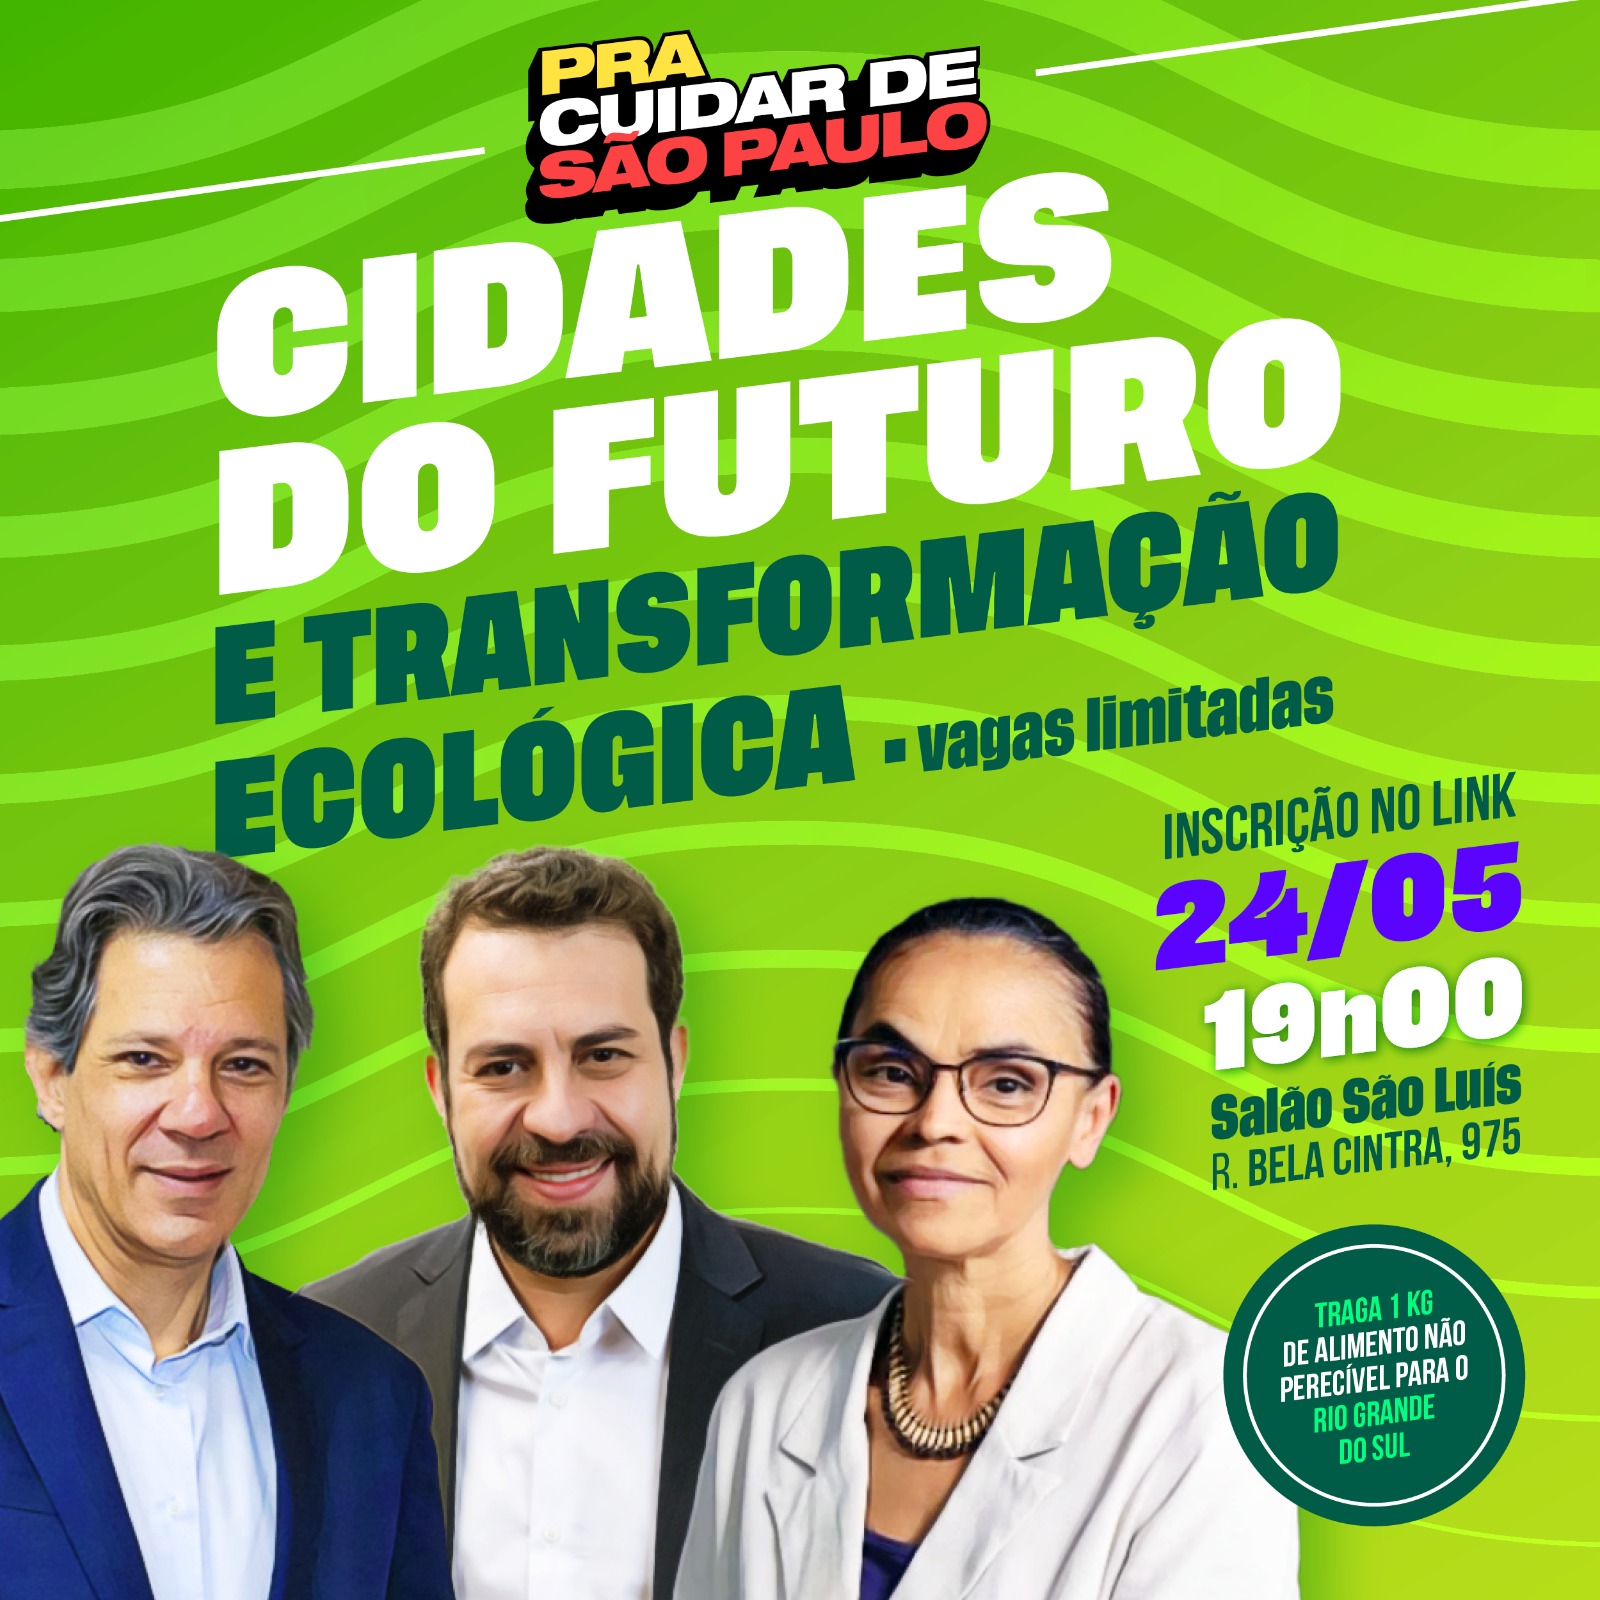 PRA
CUIDAR DE
SÃO PAULO
CIDADES
DO FUTURO
E TRANSFORMAÇÃO
ECOLÓGICA ▪ vagas limitadas
INSCRIÇÃO NO LINK
24/05
19h00
Salão São Luís
R. BELA CINTRA, 975
TRAGA 1 KG
DE ALIMENTO NÃO
PERECÍVEL PARA O
RIO GRANDE
DO SUL